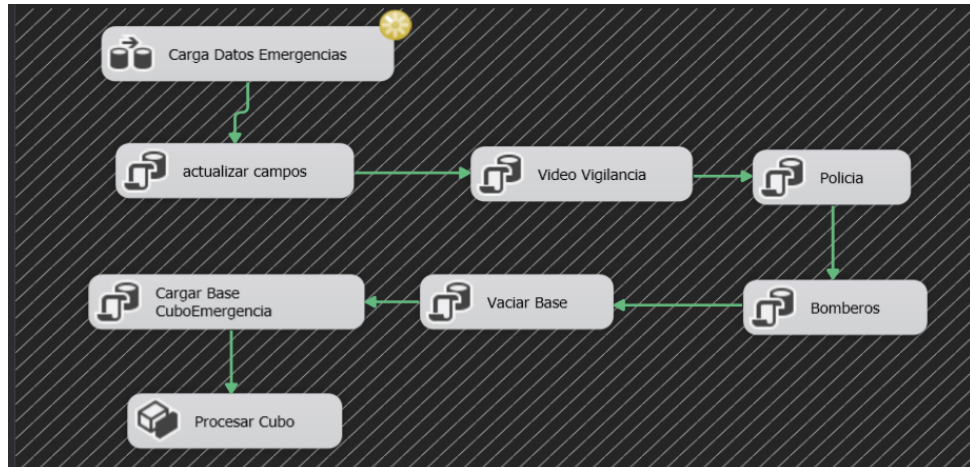 Carga Datos Emergencias
actualizar campos
Video Vigilancia
Policia
Bomberos
Vaciar Base
Cargar Base
CuboEmergencia
Procesar Cubo